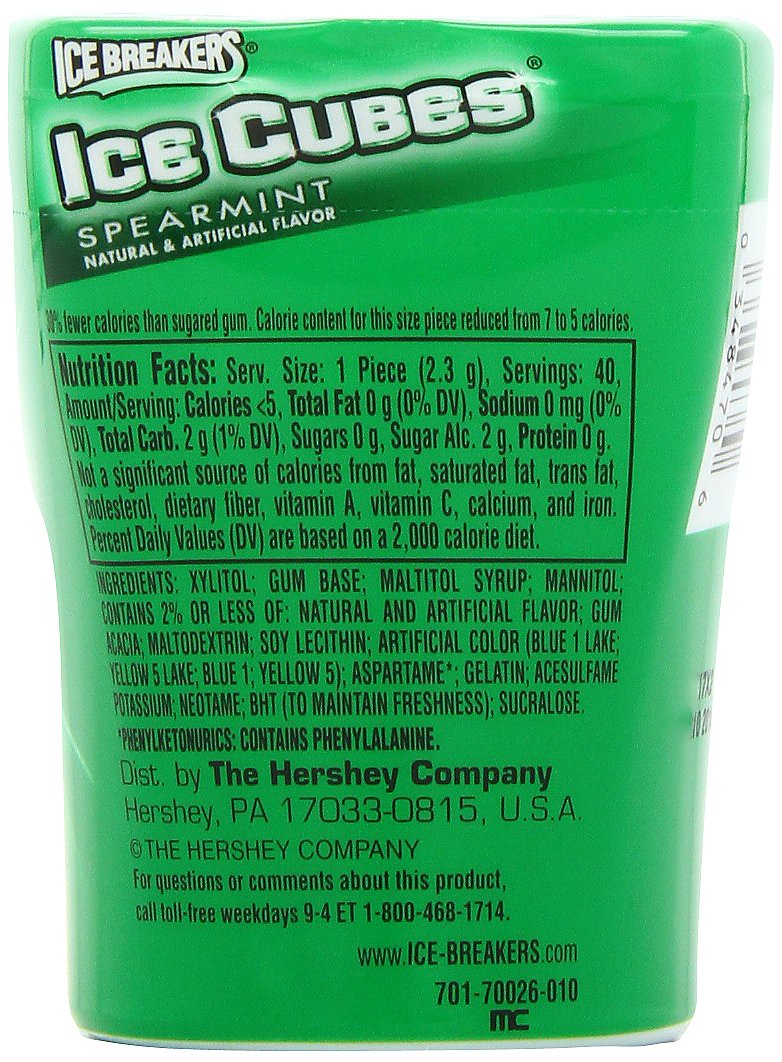 ICE BREAKERS®
ICE CUBES®
SPEARMINT
NATURAL & ARTIFICIAL FLAVOR
30% fewer calories than sugared gum. Calorie content for this size piece reduced from 7 to 5 calories.
Nutrition Facts: Serv. Size: 1 Piece (2.3 g), Servings: 40,
Amount/Serving: Calories <5, Total Fat 0 g (0% DV), Sodium 0 mg (0%
DV), Total Carb. 2 g (1% DV), Sugars 0 g, Sugar Alc. 2 g, Protein 0 g.
Not a significant source of calories from fat, saturated fat, trans fat,
cholesterol, dietary fiber, vitamin A, vitamin C, calcium, and iron.
Percent Daily Values (DV) are based on a 2,000 calorie diet.
INGREDIENTS: XYLITOL; GUM BASE; MALTITOL SYRUP; MANNITOL;
CONTAINS 2% OR LESS OF: NATURAL AND ARTIFICIAL FLAVOR; GUM
ACACIA; MALTODEXTRIN; SOY LECITHIN; ARTIFICIAL COLOR (BLUE 1 LAKE;
YELLOW 5 LAKE; BLUE 1; YELLOW 5); ASPARTAME*; GELATIN; ACESULFAME
POTASSIUM; NEOTAME; BHT (TO MAINTAIN FRESHNESS); SUCRALOSE.
*PHENYLKETONURICS: CONTAINS PHENYLALANINE.
Dist. by The Hershey Company
Hershey, PA 17033-0815, U.S.A.
© THE HERSHEY COMPANY
For questions or comments about this product,
call toll-free weekdays 9-4 ET 1-800-468-1714.
www.ICE-BREAKERS.com
701-70026-010
mc
0 3484 70 6